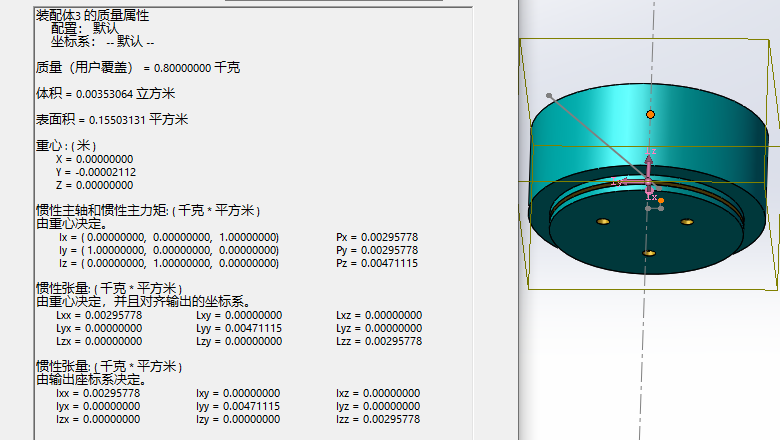 装配体3 的质量属性
配置： 默认
坐标系： -- 默认 --
质量（用户覆盖） = 0.80000000 千克
体积 = 0.00353064 立方米
表面积 = 0.15503131 平方米
重心 : ( 米 )
X = 0.00000000
Y = -0.00002112
Z = 0.00000000
惯性主轴和惯性主力矩: ( 千克 * 平方米 )
由重心决定。
Ix = ( 0.00000000, 0.00000000, 1.00000000) Px = 0.00295778
Iy = ( 1.00000000, 0.00000000, 0.00000000) Py = 0.00295778
Iz = ( 0.00000000, 1.00000000, 0.00000000) Pz = 0.00471115
惯性张量: ( 千克 * 平方米 )
由重心决定，并且对齐输出的坐标系。
Lxx = 0.00295778 Lxy = 0.00000000 Lxz = 0.00000000
Lyx = 0.00000000 Lyy = 0.00471115 Lyz = 0.00000000
Lzx = 0.00000000 Lzy = 0.00000000 Lzz = 0.00295778
惯性张量: ( 千克 * 平方米 )
由输出座标系决定。
Ixx = 0.00295778 Ixy = 0.00000000 Ixz = 0.00000000
Iyx = 0.00000000 Iyy = 0.00471115 Iyz = 0.00000000
Izx = 0.00000000 Izy = 0.00000000 Izz = 0.00295778